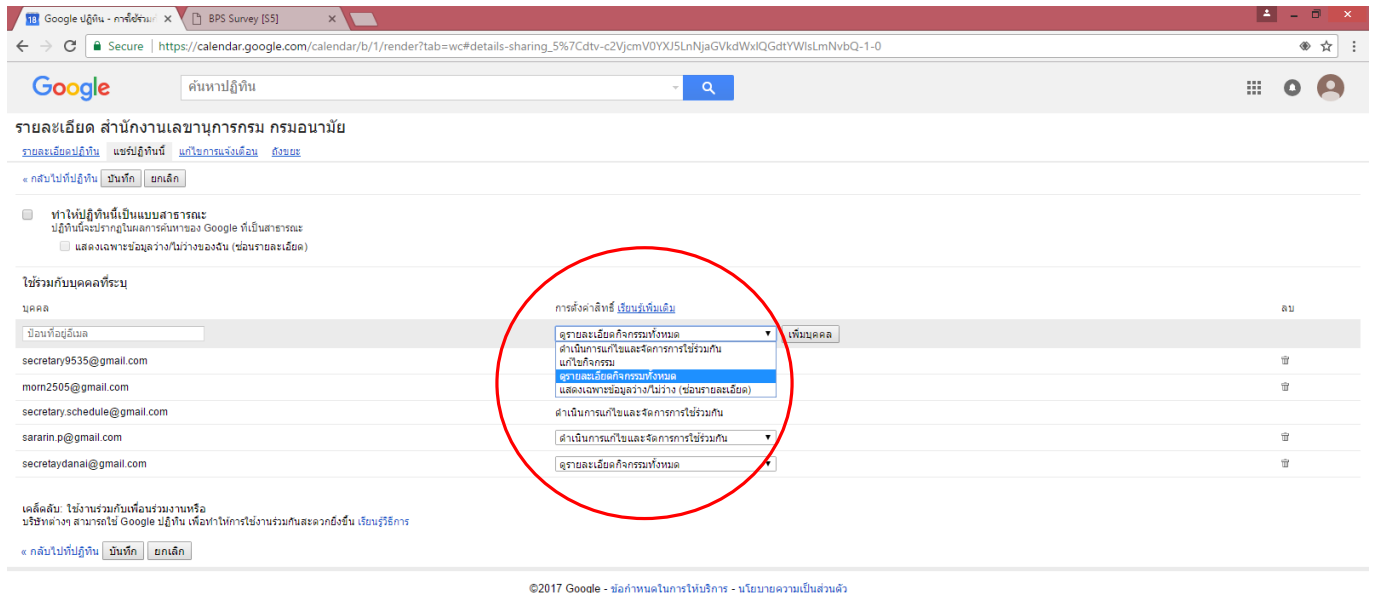 18 Google ปฏิทิน - การใช้ร่วมก × BPS Survey [S5] ×
Secure | https://calendar.google.com/calendar/b/1/render?tab=wc#details-sharing_5%7Cdtv-c2VjcmV0YXJ5LnNjaGVkdWxlQGdtYWlsLmNvbQ-1-0
Google ค้นหาปฏิทิน
รายละเอียด สำนักงานเลขานุการกรม กรมอนามัย
รายละเอียดปฏิทิน แชร์ปฏิทินนี้ แก้ไขการแจ้งเตือน ถังขยะ
« กลับไปที่ปฏิทิน บันทึก ยกเลิก
ทำให้ปฏิทินนี้เป็นแบบสาธารณะ
ปฏิทินนี้จะปรากฏในผลการค้นหาของ Google ที่เป็นสาธารณะ
แสดงเฉพาะข้อมูลว่าง/ไม่ว่างของฉัน (ซ่อนรายละเอียด)
ใช้ร่วมกับบุคคลที่ระบุ
บุคคล การตั้งค่าสิทธิ์ เรียนรู้เพิ่มเติม ลบ
ป้อนที่อยู่อีเมล ดูรายละเอียดกิจกรรมทั้งหมด เพิ่มบุคคล
ดำเนินการแก้ไขและจัดการการใช้ร่วมกัน
secretary9535@gmail.com แก้ไขกิจกรรม
ดูรายละเอียดกิจกรรมทั้งหมด
morn2505@gmail.com แสดงเฉพาะข้อมูลว่าง/ไม่ว่าง (ซ่อนรายละเอียด)
secretary.schedule@gmail.com ดำเนินการแก้ไขและจัดการการใช้ร่วมกัน
sararin.p@gmail.com ดำเนินการแก้ไขและจัดการการใช้ร่วมกัน
secretaydanai@gmail.com ดูรายละเอียดกิจกรรมทั้งหมด
เคล็ดลับ: ใช้งานร่วมกับเพื่อนร่วมงานหรือ
บริษัทต่างๆ สามารถใช้ Google ปฏิทิน เพื่อทำให้การใช้งานร่วมกันสะดวกยิ่งขึ้น เรียนรู้วิธีการ
« กลับไปที่ปฏิทิน บันทึก ยกเลิก
©2017 Google - ข้อกำหนดในการให้บริการ - นโยบายความเป็นส่วนตัว